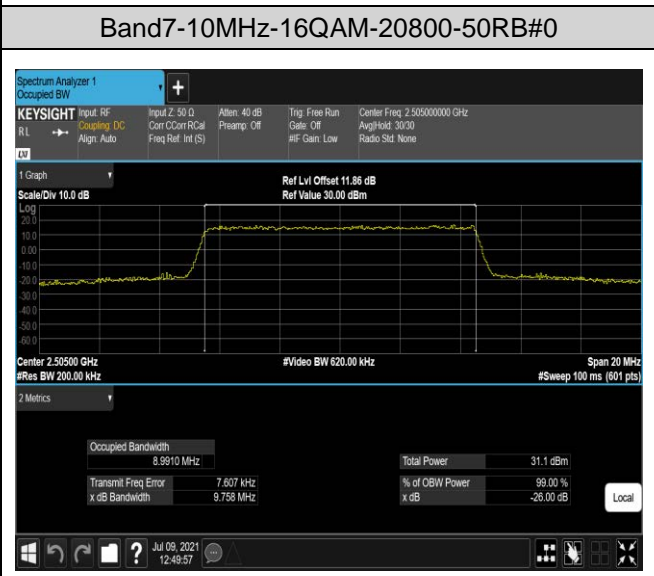 Band7-10MHz-16QAM-20800-50RB#0
Spectrum Analyzer 1
Occupied BW
+
KEYSIGHT Input: RF Input Z: 50 Ω Atten: 40 dB Trig: Free Run Center Freq: 2.505000000 GHz
RL Coupling: DC Corr CCorr RCal Preamp: Off Gate: Off Avg|Hold: 30/30
Align: Auto Freq Ref: Int (S) #IF Gain: Low Radio Std: None
LXI
1 Graph
Ref Lvl Offset 11.86 dB
Scale/Div 10.0 dB Ref Value 30.00 dBm
Log
20.0
10.0
0.00
-10.0
-20.0
-30.0
-40.0
-50.0
-60.0
Center 2.50500 GHz #Video BW 620.00 kHz Span 20 MHz
#Res BW 200.00 kHz #Sweep 100 ms (601 pts)
2 Metrics
Occupied Bandwidth
8.9910 MHz Total Power 31.1 dBm
Transmit Freq Error 7.607 kHz % of OBW Power 99.00 %
x dB Bandwidth 9.758 MHz x dB -26.00 dB
Local
? Jul 09, 2021
12:49:57